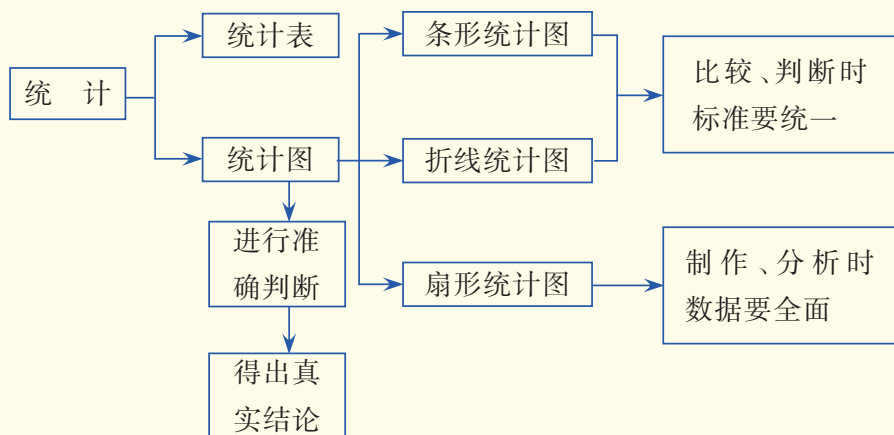 统 计
统计表
统计图
进行准
确判断
得出真
实结论
条形统计图
折线统计图
扇形统计图
比较、判断时
标准要统一
制作、分析时
数据要全面